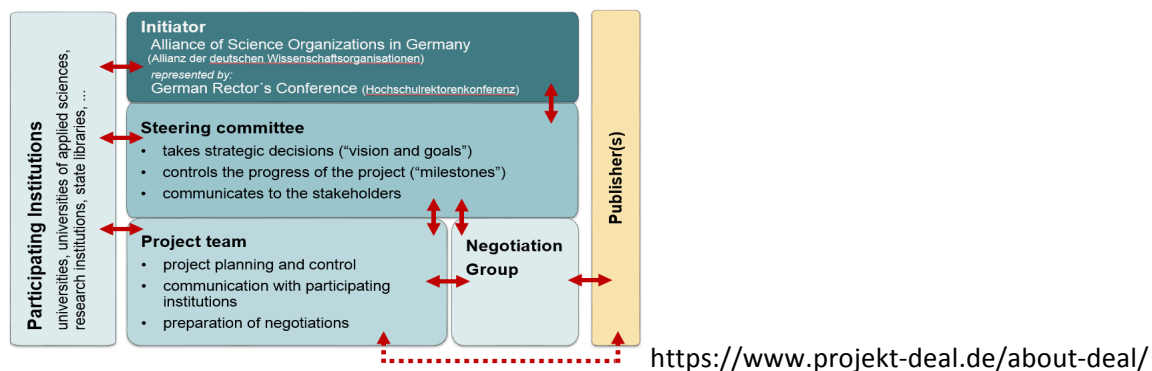 Participating Institutions
universities, universities of applied sciences,
research institutions, state libraries, ...
Initiator
Alliance of Science Organizations in Germany
(Allianz der deutschen Wissenschaftsorganisationen)
represented by:
German Rector´s Conference (Hochschulrektorenkonferenz)
Steering committee
• takes strategic decisions (“vision and goals”)
• controls the progress of the project (“milestones”)
• communicates to the stakeholders
Project team
• project planning and control
• communication with participating
institutions
• preparation of negotiations
Negotiation
Group
Publisher(s)
https://www.projekt-deal.de/about-deal/